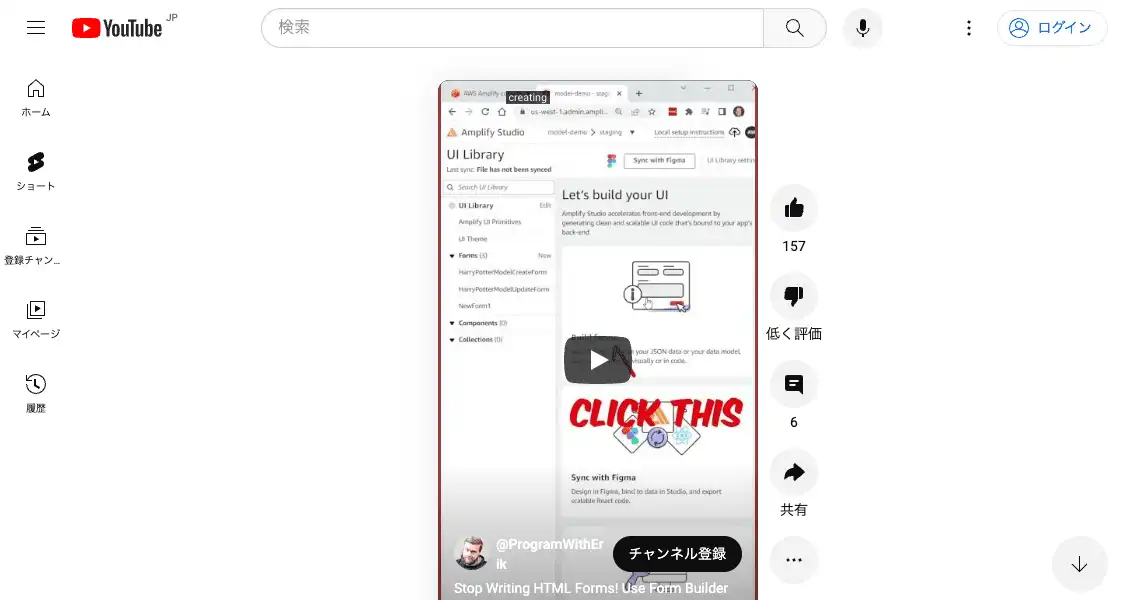 YouTube JP
検索
ログイン
ホーム
ショート
登録チャン...
マイページ
履歴
AWS Amplify
model-demo - stag
creating
us-west-1.admin.ampli...
Amplify Studio
model-demo > staging
Local setup instructions
UI Library
Last sync: File has not been synced
Sync with Figma
UI Library settin
Search UI Library
UI Library
Edit
Amplify UI Primitives
UI Theme
Forms (3)
New
HarryPotterModelCreateForm
HarryPotterModelUpdateForm
NewForm1
Components (0)
Collections (0)
Let's build your UI
Amplify Studio accelerates front-end development by
generating clean and scalable UI code that's bound to your app's
back-end.
your JSON data or your data model,
visually or in code.
CLICK THIS
Sync with Figma
Design in Figma, bind to data in Studio, and export
scalable React code.
@ProgramWithEr
ik
チャンネル登録
Stop Writing HTML Forms! Use Form Builder
157
低く評価
6
共有